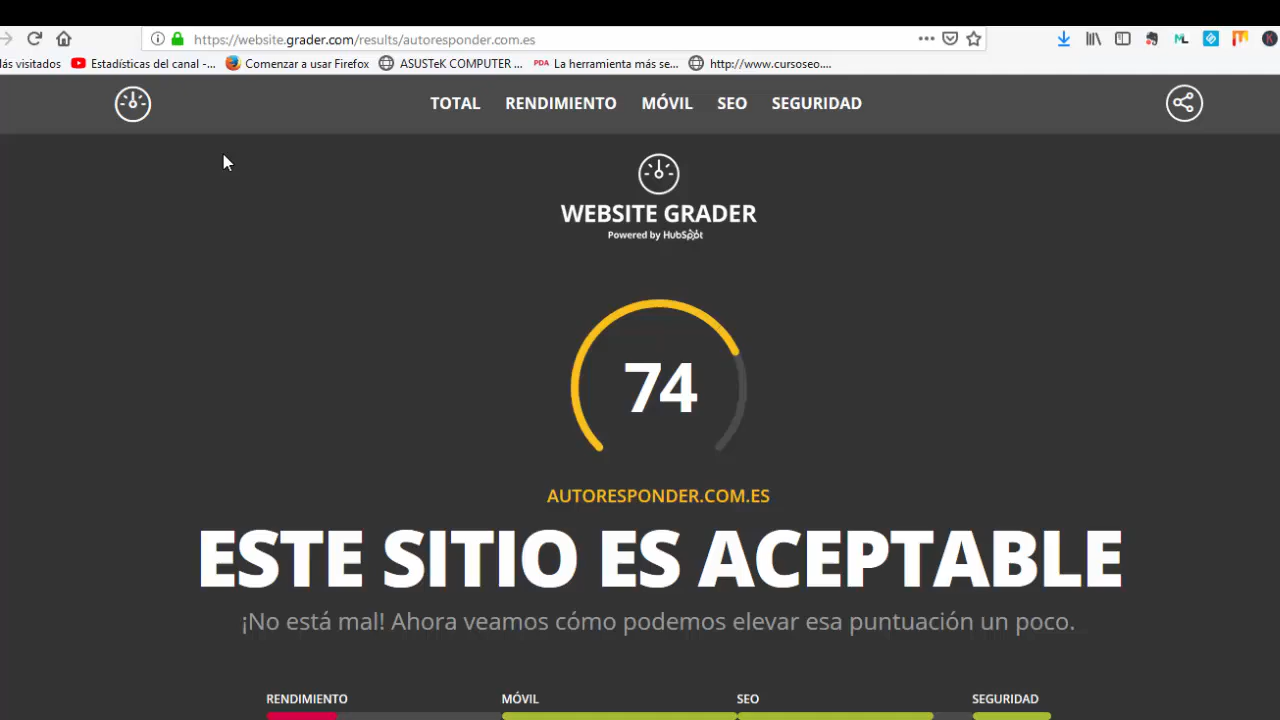 https://website.grader.com/results/autoresponder.com.es
ás visitados
Estadísticas del canal -...
Comenzar a usar Firefox
ASUSTeK COMPUTER ...
PDA
La herramienta más se...
http://www.cursoseo....
TOTAL RENDIMIENTO MÓVIL SEO SEGURIDAD
WEBSITE GRADER
Powered by HubSpot
74
AUTORESPONDER.COM.ES
ESTE SITIO ES ACEPTABLE
¡No está mal! Ahora veamos cómo podemos elevar esa puntuación un poco.
RENDIMIENTO MÓVIL SEO SEGURIDAD